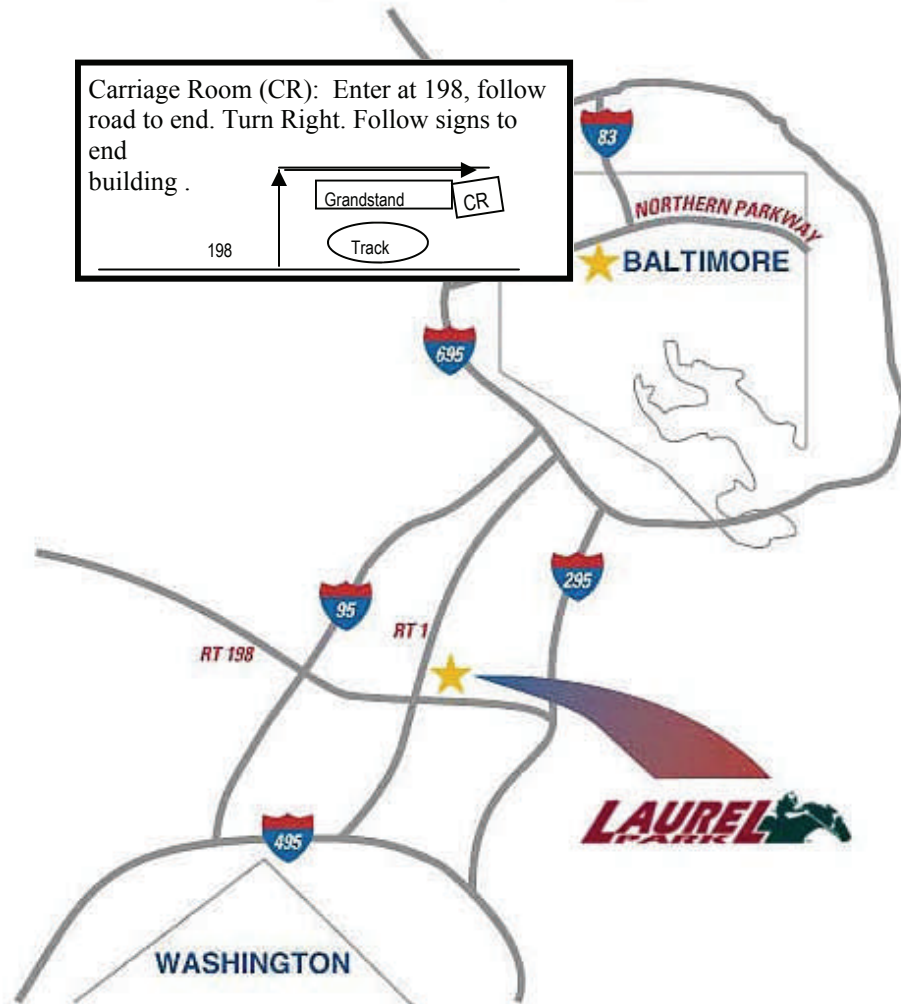 Carriage Room (CR): Enter at 198, follow
road to end. Turn Right. Follow signs to
end
building .
Grandstand
CR
198
Track
83
NORTHERN PARKWAY
BALTIMORE
695
95
RT 1
295
RT 198
LAUREL
PARK
495
WASHINGTON